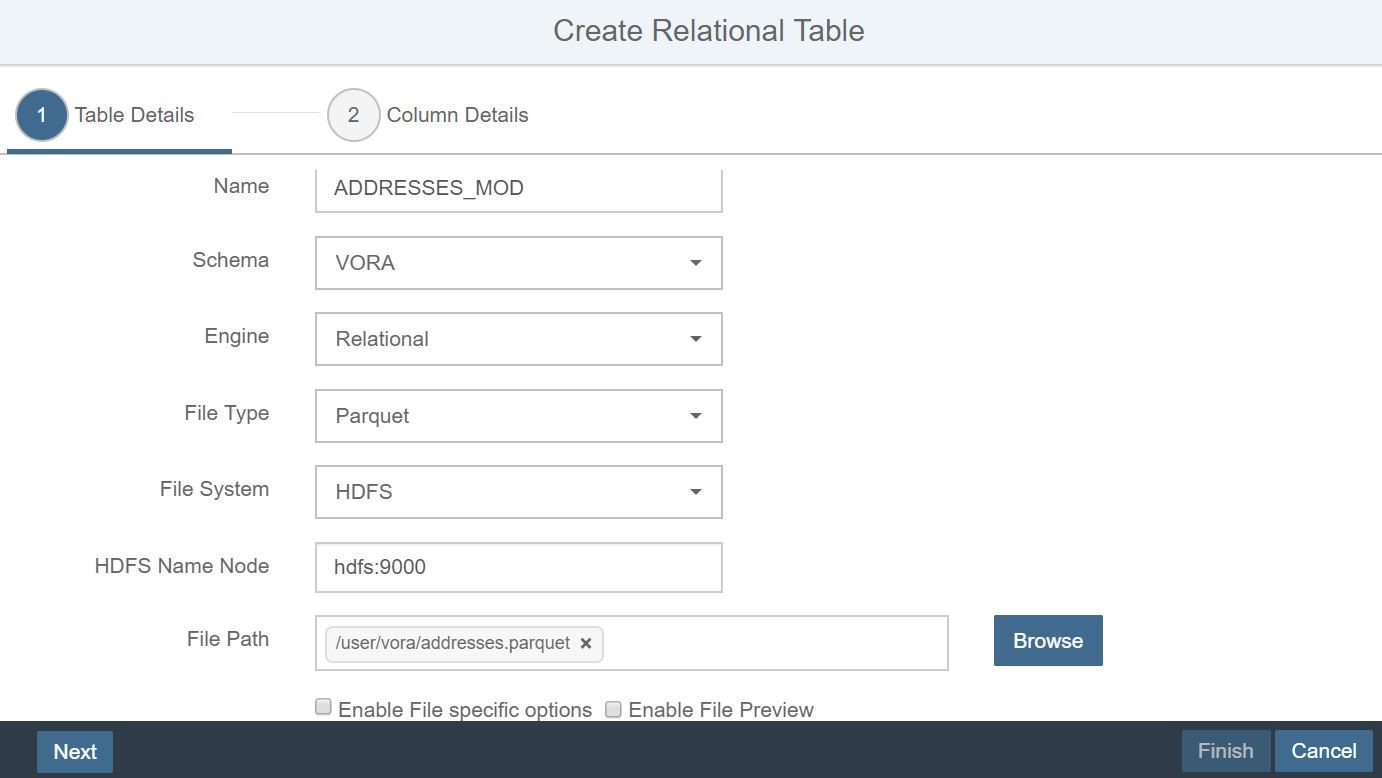 Create Relational Table
1 Table Details 2 Column Details
Name ADDRESSES_MOD
Schema VORA
Engine Relational
File Type Parquet
File System HDFS
HDFS Name Node hdfs:9000
File Path /user/vora/addresses.parquet × Browse
Enable File specific options Enable File Preview
Next Finish Cancel